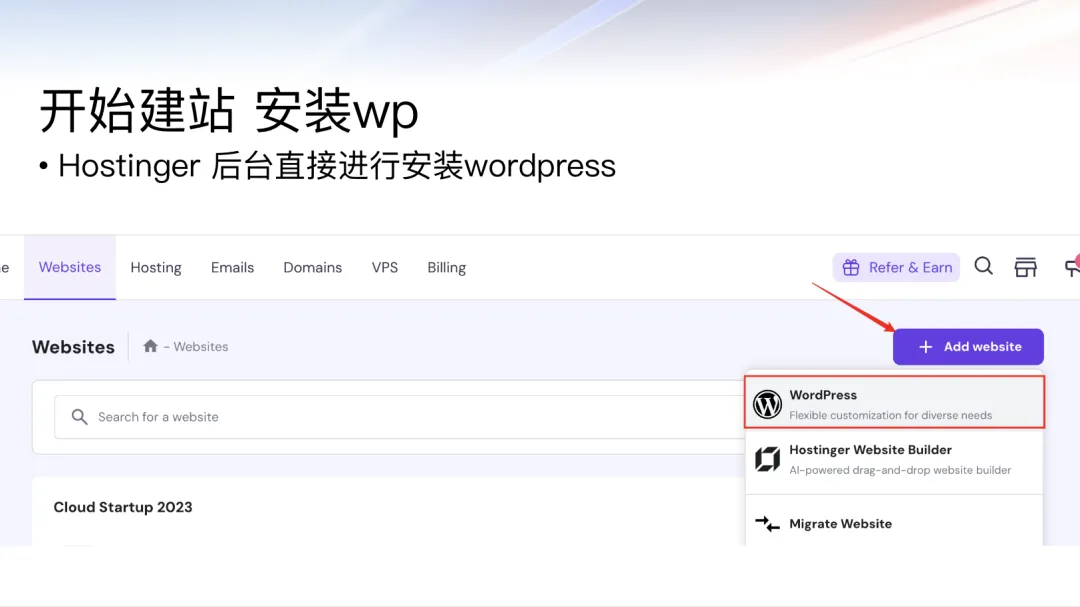 开始建站 安装wp
• Hostinger 后台直接进行安装wordpress
e Websites Hosting Emails Domains VPS Billing Refer & Earn
Websites - Websites + Add website
WordPress
Flexible customization for diverse needs
Search for a website
Hostinger Website Builder
AI-powered drag-and-drop website builder
Cloud Startup 2023
Migrate Website